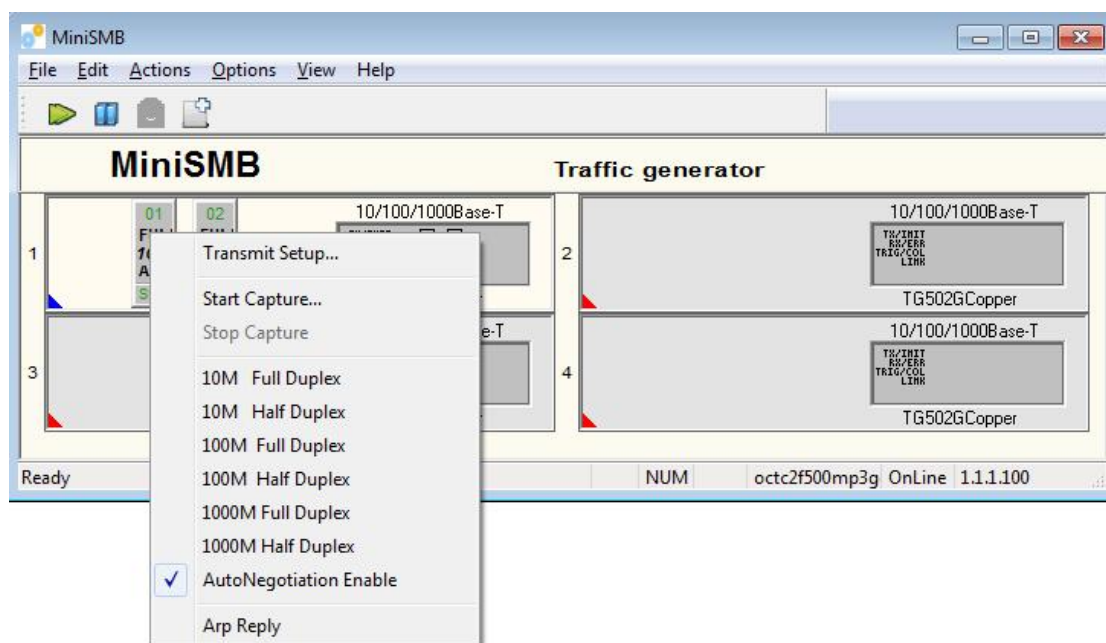 MiniSMB
File Edit Actions Options View Help
MiniSMB Traffic generator
01 02 10/100/1000Base-T
10/100/1000Base-T
1
2
TX/INIT
RX/ERR
TRIG/COL
LINK
TG502GCopper
10/100/1000Base-T
3
4
TX/INIT
RX/ERR
TRIG/COL
LINK
TG502GCopper
Transmit Setup...
Start Capture...
Stop Capture
10M Full Duplex
10M Half Duplex
100M Full Duplex
100M Half Duplex
1000M Full Duplex
1000M Half Duplex
AutoNegotiation Enable
Arp Reply
Ready NUM octc2f500mp3g OnLine 1.1.1.100